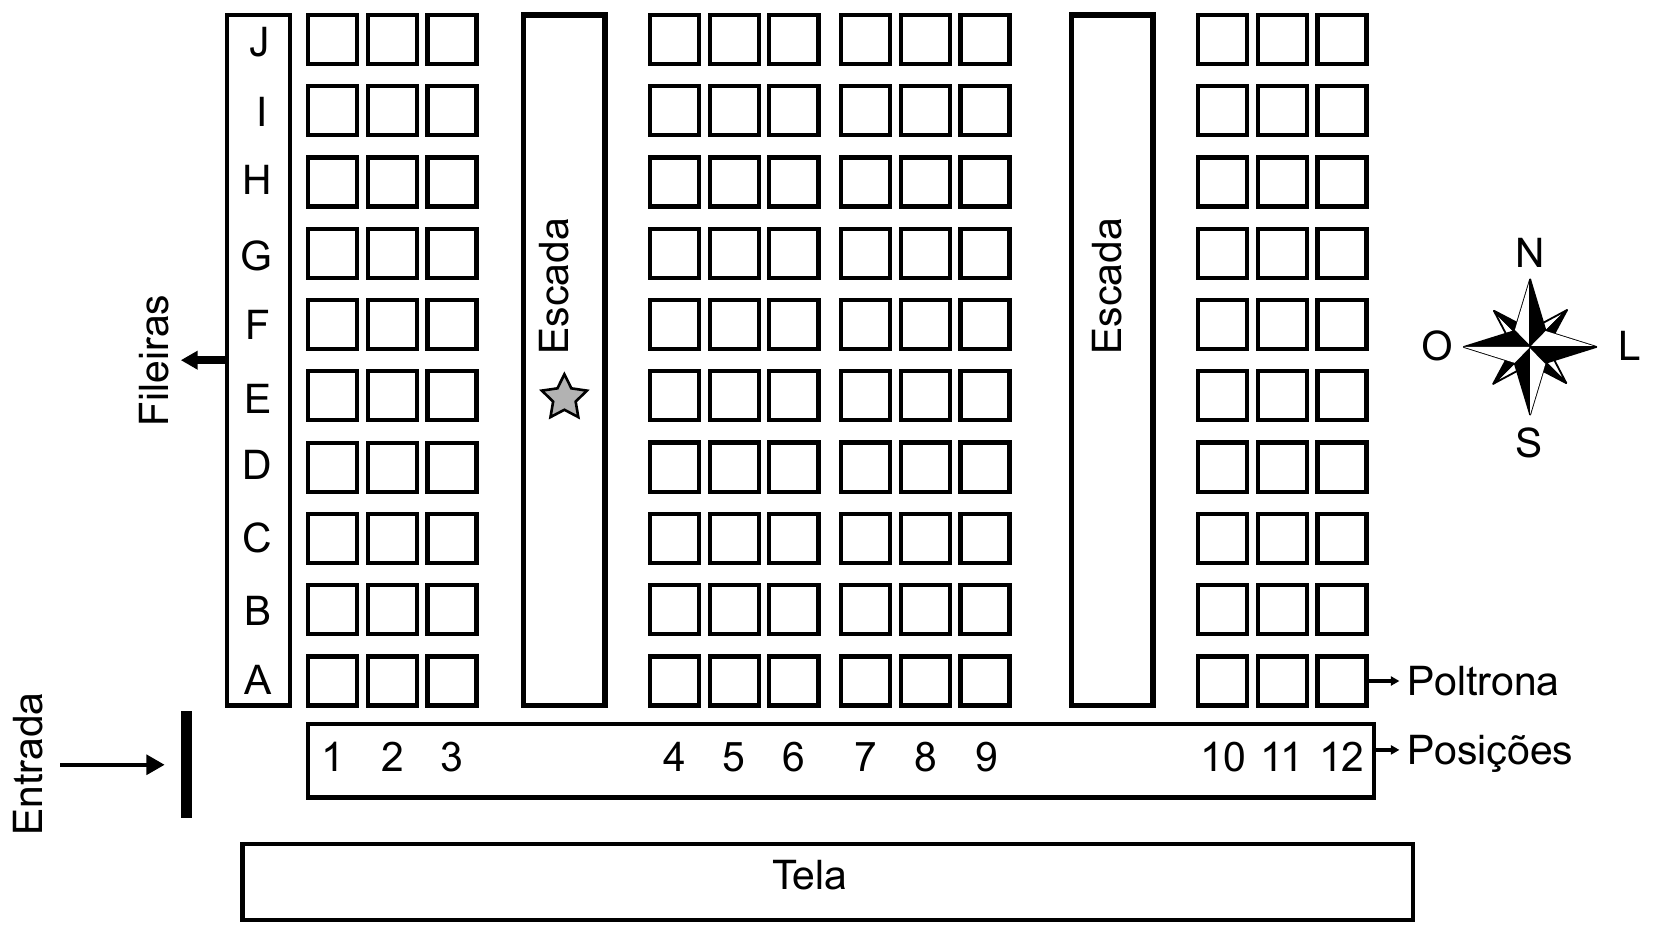 J
I
H
G
F
E
D
C
B
A
Fileiras
Escada
Escada
N
O L
S
Entrada
1 2 3 4 5 6 7 8 9 10 11 12
Poltrona
Posições
Tela